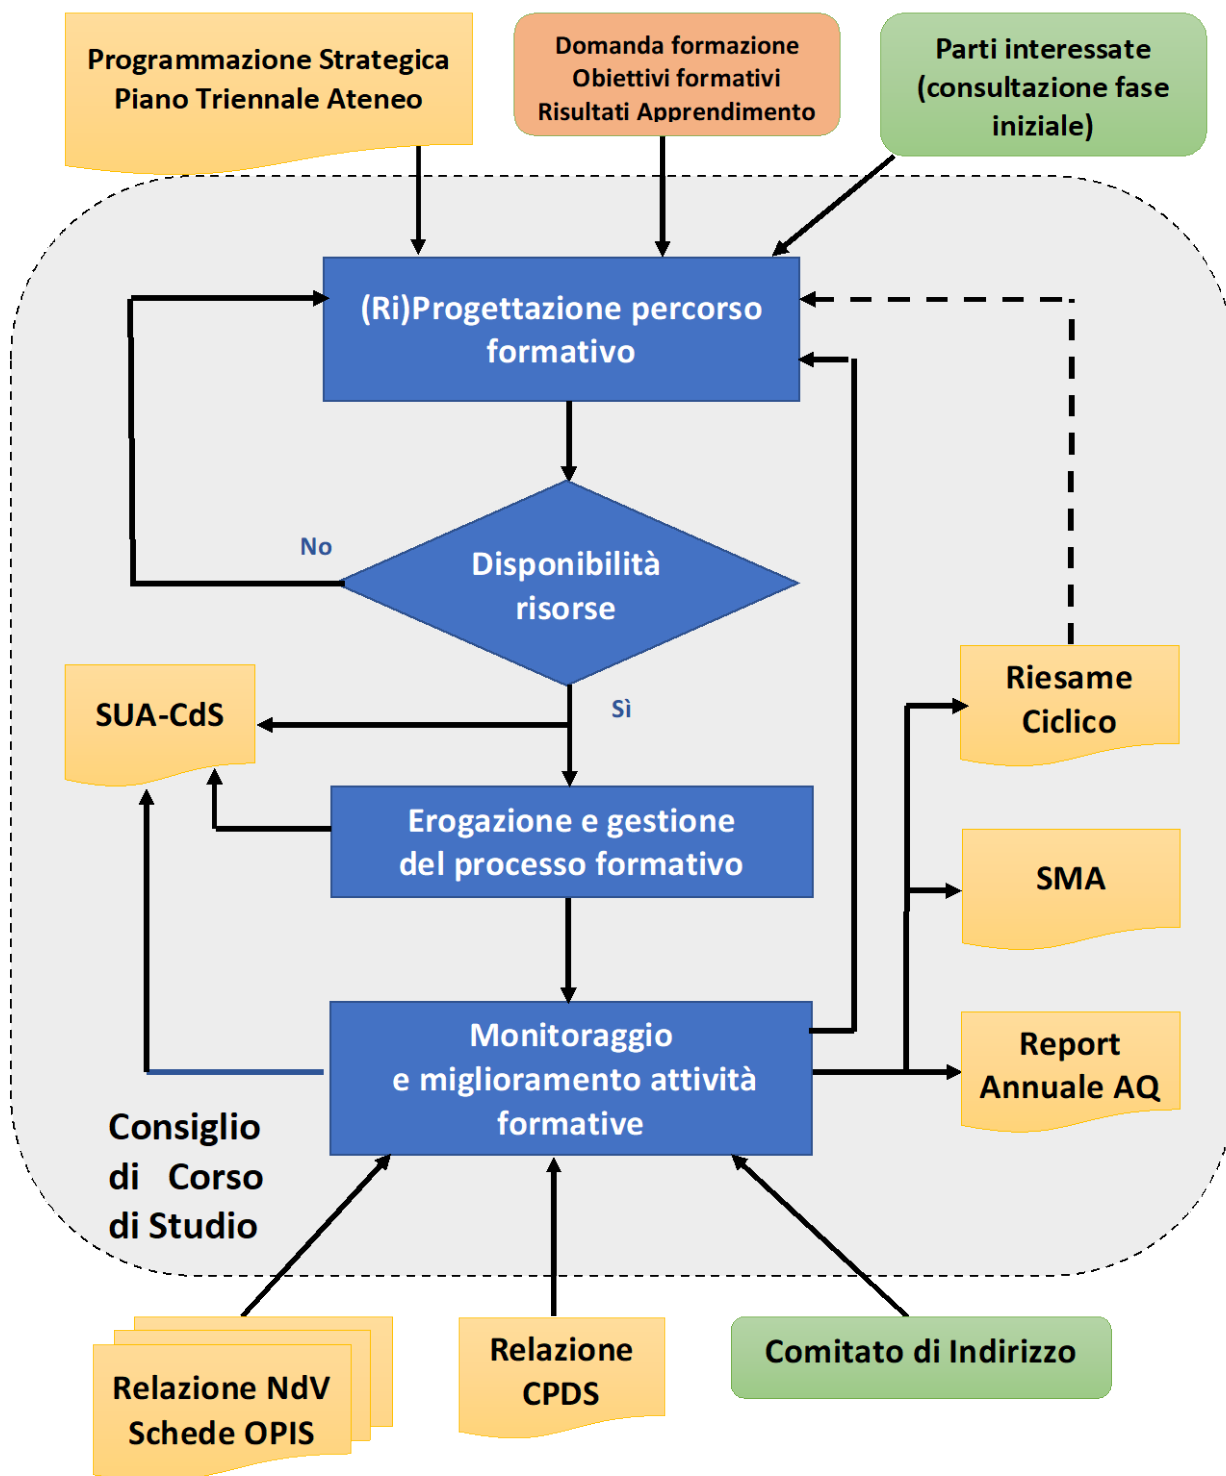 Programmazione Strategica
Piano Triennale Ateneo
Domanda formazione
Obiettivi formativi
Risultati Apprendimento
Parti interessate
(consultazione fase
iniziale)
(Ri)Progettazione percorso
formativo
No
Disponibilità
risorse
Sì
SUA-CdS
Riesame
Ciclico
Erogazione e gestione
del processo formativo
SMA
Monitoraggio
e miglioramento attività
formative
Report
Annuale AQ
Consiglio
di Corso
di Studio
Relazione NdV
Schede OPIS
Relazione
CPDS
Comitato di Indirizzo